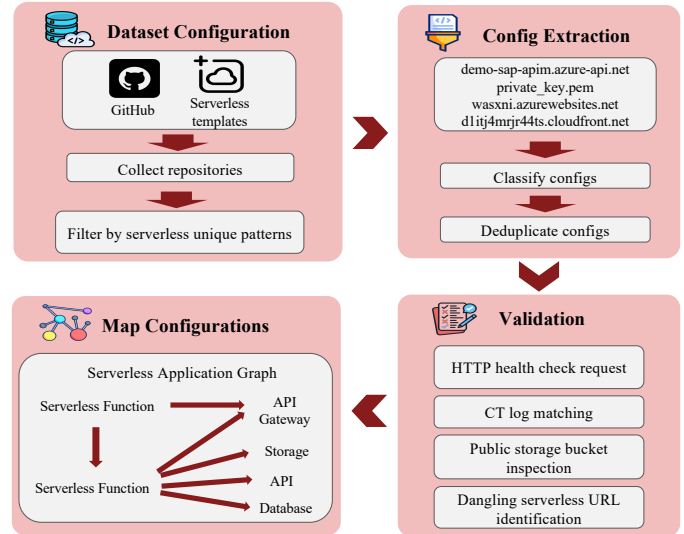 Dataset Configuration
GitHub
Serverless
templates
Collect repositories
Filter by serverless unique patterns
Config Extraction
demo-sap-apim.azure-api.net
private_key.pem
wasxni.azurewebsites.net
d1itj4mrjr44ts.cloudfront.net
Classify configs
Deduplicate configs
Validation
HTTP health check request
CT log matching
Public storage bucket
inspection
Dangling serverless URL
identification
Map Configurations
Serverless Application Graph
Serverless Function
API
Gateway
Storage
Serverless Function
API
Database